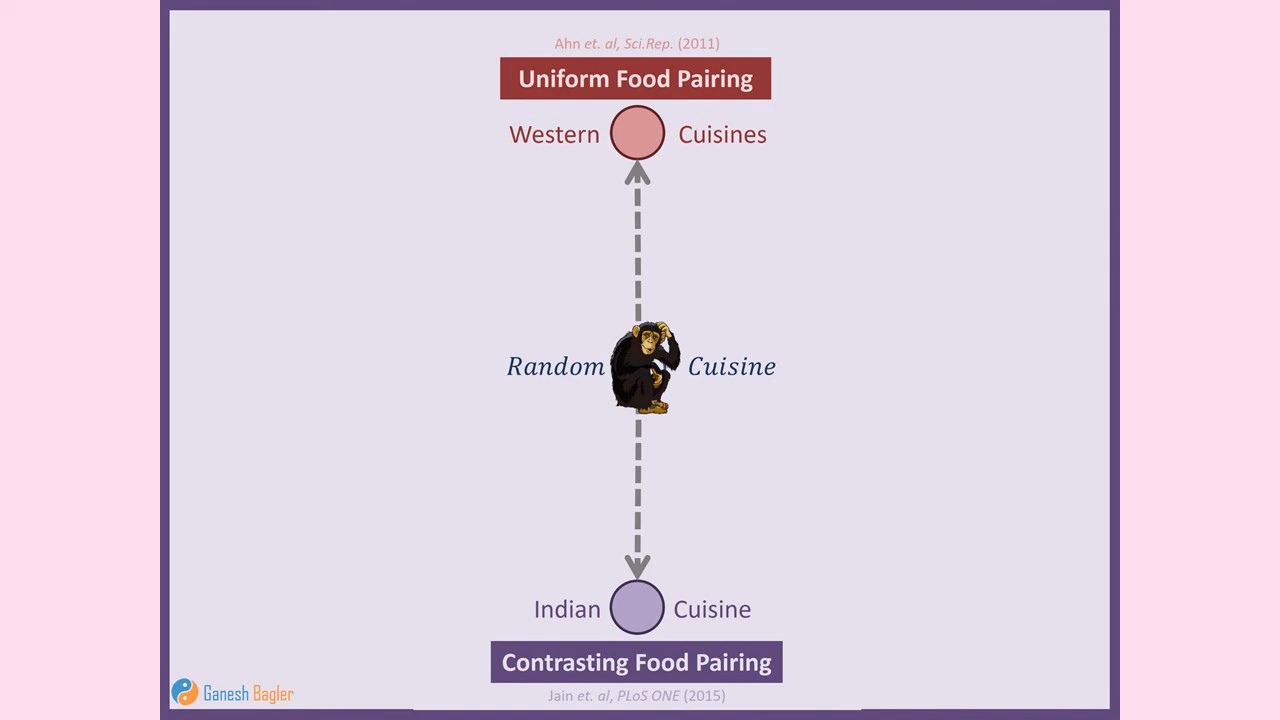 Ahn et. al, Sci.Rep. (2011)
Uniform Food Pairing
Western Cuisines
Random Cuisine
Indian Cuisine
Contrasting Food Pairing
Jain et. al, PLoS ONE (2015)
Ganesh Bagler